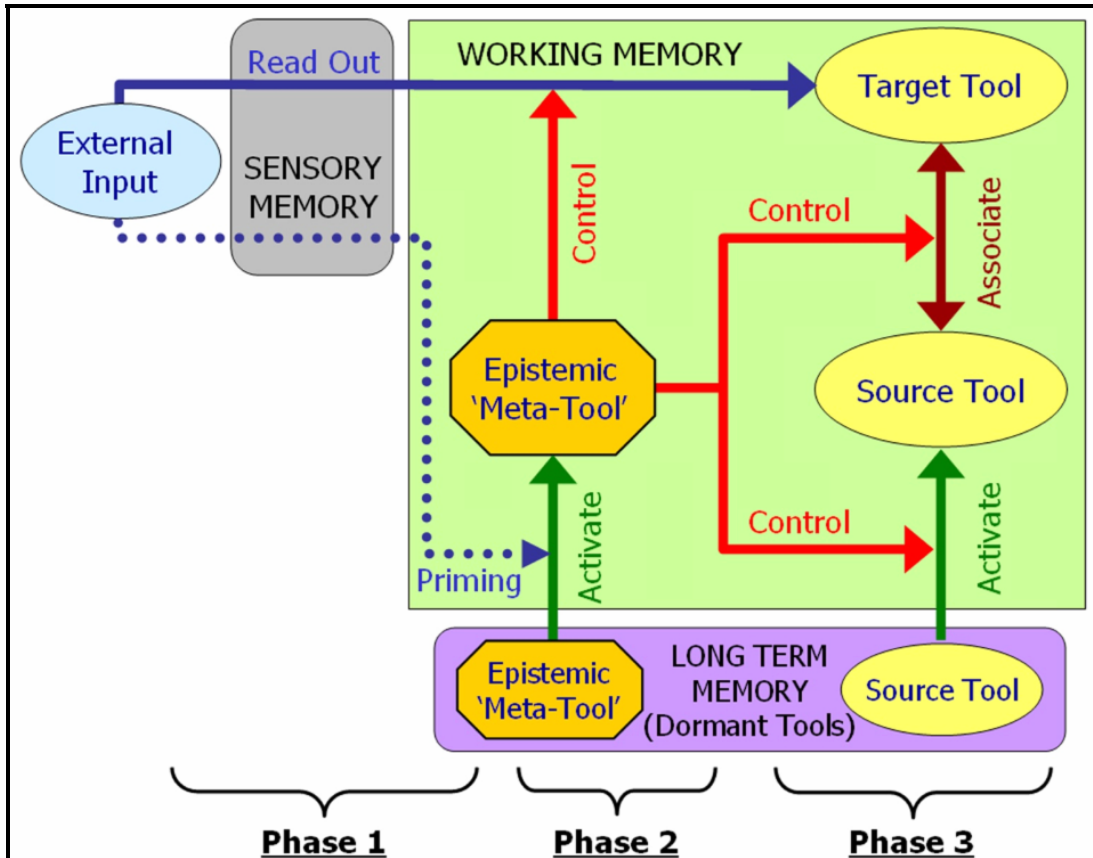 Read Out
WORKING MEMORY
Target Tool
External
Input
SENSORY
MEMORY
Control
Control
Associate
Epistemic
‘Meta-Tool’
Source Tool
Control
Activate
Activate
Priming
Epistemic
‘Meta-Tool’
LONG TERM
MEMORY
(Dormant Tools)
Source Tool
Phase 1
Phase 2
Phase 3